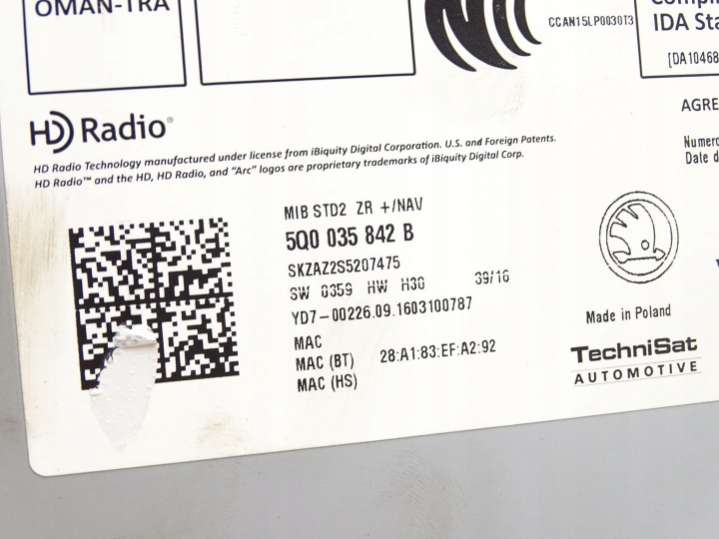 OMAN-TRA
CCAN15LP0030T3
IDA Sta
[DA10468
AGRE
HD Radio®
Numero
Date d
HD Radio Technology manufactured under license from iBiquity Digital Corporation. U.S. and Foreign Patents.
HD Radio™ and the HD, HD Radio, and "Arc" logos are proprietary trademarks of iBiquity Digital Corp.
MIB STD2 ZR +/NAV
5Q0 035 842 B
SKZAZ2S5207475
SW 0359 HW H30 39/16
YD7-00226.09.1603100787
MAC
MAC (BT) 28:A1:83:EF:A2:92
MAC (HS)
Made in Poland
TechniSat
AUTOMOTIVE